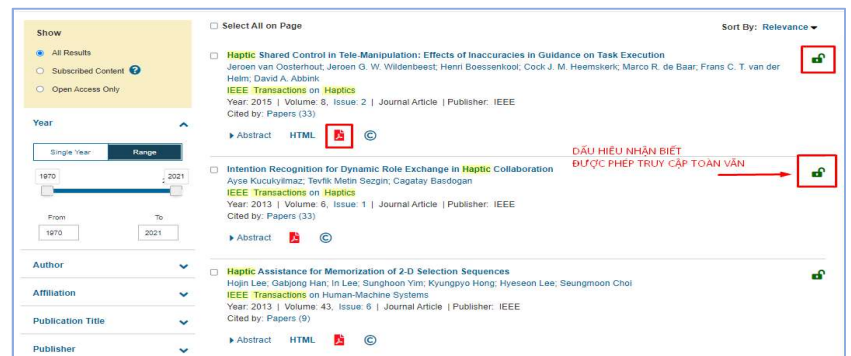 Show
All Results
Subscribed Content ?
Open Access Only
Year
Single Year Range
1970 2021
From To
1970 2021
Author
Affiliation
Publication Title
Publisher
Select All on Page
Sort By: Relevance
Haptic Shared Control in Tele-Manipulation: Effects of Inaccuracies in Guidance on Task Execution
Jeroen van Oosterhout; Jeroen G. W. Wildenbeest; Henri Boessenkool; Cock J. M. Heemskerk; Marco R. de Baar; Frans C. T. van der
Helm; David A. Abbink
IEEE Transactions on Haptics
Year: 2015 | Volume: 8, Issue: 2 | Journal Article | Publisher: IEEE
Cited by: Papers (33)
Abstract HTML ©
DẤU HIỆU NHẬN BIẾT
ĐƯỢC PHÉP TRUY CẬP TOÀN VĂN
Intention Recognition for Dynamic Role Exchange in Haptic Collaboration
Ayse Kucukyilmaz; Tevfik Metin Sezgin; Cagatay Basdogan
IEEE Transactions on Haptics
Year: 2013 | Volume: 6, Issue: 1 | Journal Article | Publisher: IEEE
Cited by: Papers (33)
Abstract ©
Haptic Assistance for Memorization of 2-D Selection Sequences
Hojin Lee; Gabjong Han; In Lee; Sunghoon Yim; Kyungpyo Hong; Hyeseon Lee; Seungmoon Choi
IEEE Transactions on Human-Machine Systems
Year: 2013 | Volume: 43, Issue: 6 | Journal Article | Publisher: IEEE
Cited by: Papers (9)
Abstract HTML ©